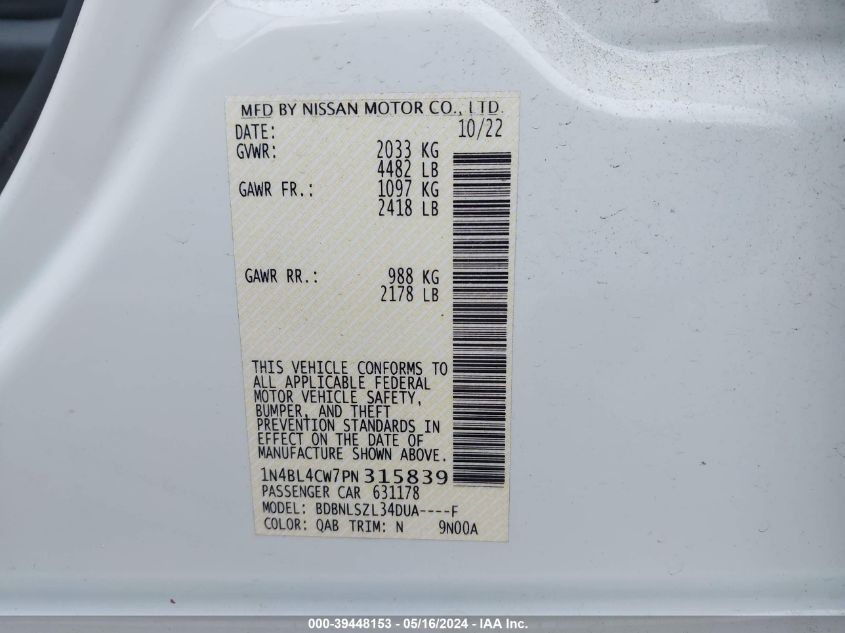 MFD BY NISSAN MOTOR CO., LTD.
DATE: 10/22
GVWR: 2033 KG
4482 LB
GAWR FR.: 1097 KG
2418 LB
GAWR RR.: 988 KG
2178 LB
THIS VEHICLE CONFORMS TO
ALL APPLICABLE FEDERAL
MOTOR VEHICLE SAFETY,
BUMPER, AND THEFT
PREVENTION STANDARDS IN
EFFECT ON THE DATE OF
MANUFACTURE SHOWN ABOVE.
1N4BL4CW7PN315839
PASSENGER CAR 631178
MODEL: BDBNLSZL34DUA----F
COLOR: QAB TRIM: N 9N00A
000-39448153 - 05/16/2024 - IAA Inc.